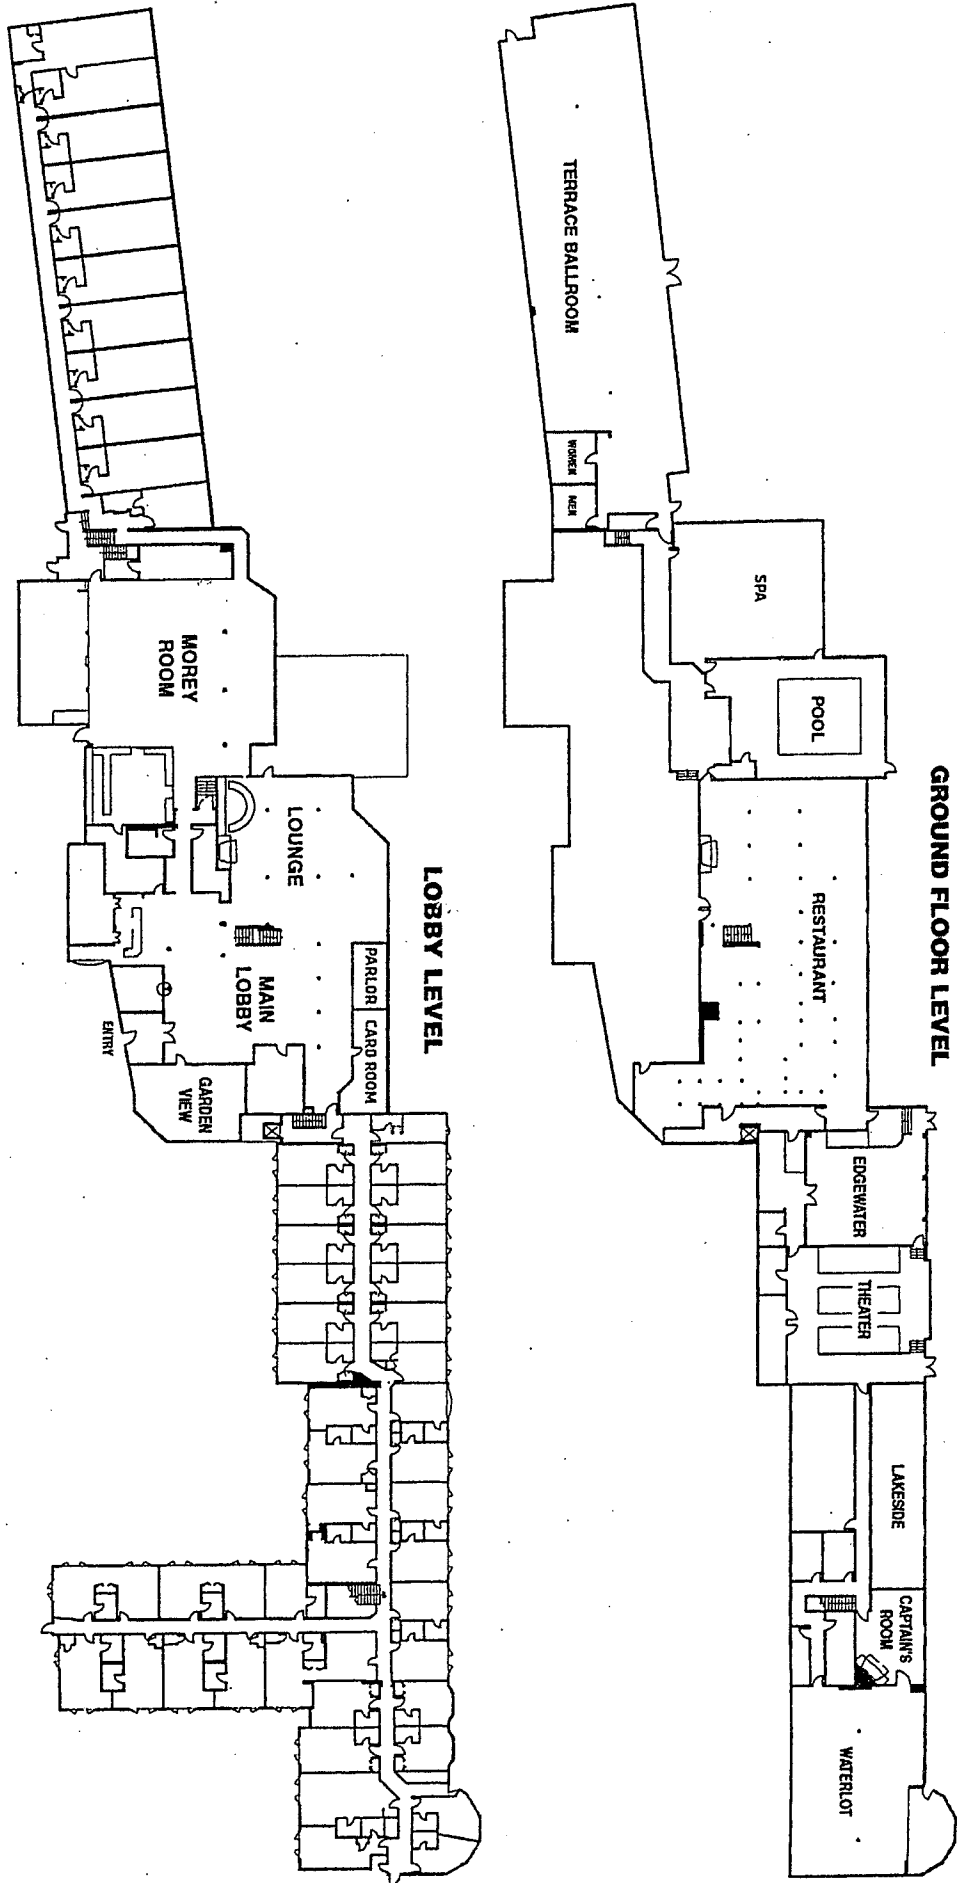 GROUND FLOOR LEVEL
TERRACE BALLROOM
WOMEN
MEN
SPA
POOL
RESTAURANT
EDGEWATER
THEATER
LAKESIDE
CAPTAIN'S
ROOM
WATERLOT
LOBBY LEVEL
MOREY
ROOM
LOUNGE
MAIN
LOBBY
PARLOR
CARD ROOM
ENTRY
GARDEN
VIEW